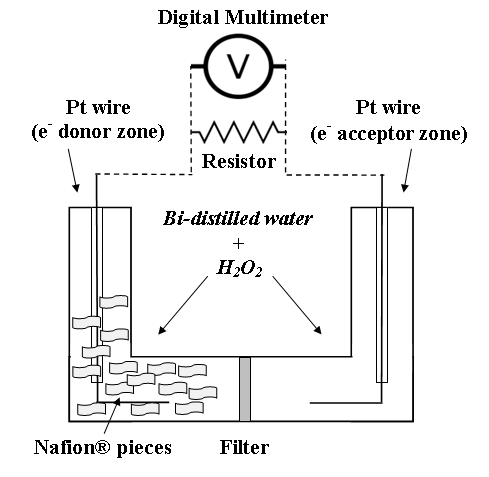 Digital Multimeter
V
Pt wire
(e⁻ donor zone)
Pt wire
(e⁻ acceptor zone)
Resistor
Bi-distilled water
+
H₂O₂
Nafion® pieces
Filter